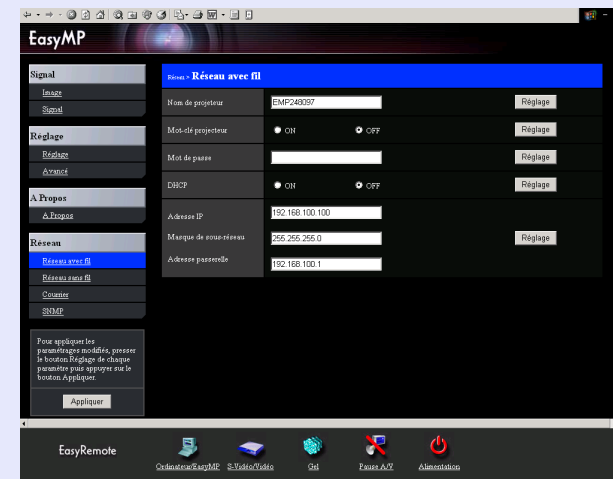 EasyMP
Signal
Image
Signal
Réglage
Réglage
Avancé
A Propos
A Propos
Réseau
Réseau avec fil
Réseau sans fil
Courrier
SNMP
Pour appliquer les
paramétrages modifiés, presser
le bouton Réglage de chaque
paramètre puis appuyer sur le
bouton Appliquer.
Appliquer
Réseau > Réseau avec fil
Nom de projeteur EMP248097 Réglage
Mot-clé projecteur ON OFF Réglage
Mot de passe Réglage
DHCP ON OFF Réglage
Adresse IP 192.168.100.100
Masque de sous-réseau 255.255.255.0 Réglage
Adresse passerelle 192.168.100.1
EasyRemote
Ordinateur/EasyMP S-Vidéo/Vidéo Gel Pause A/V Alimentation